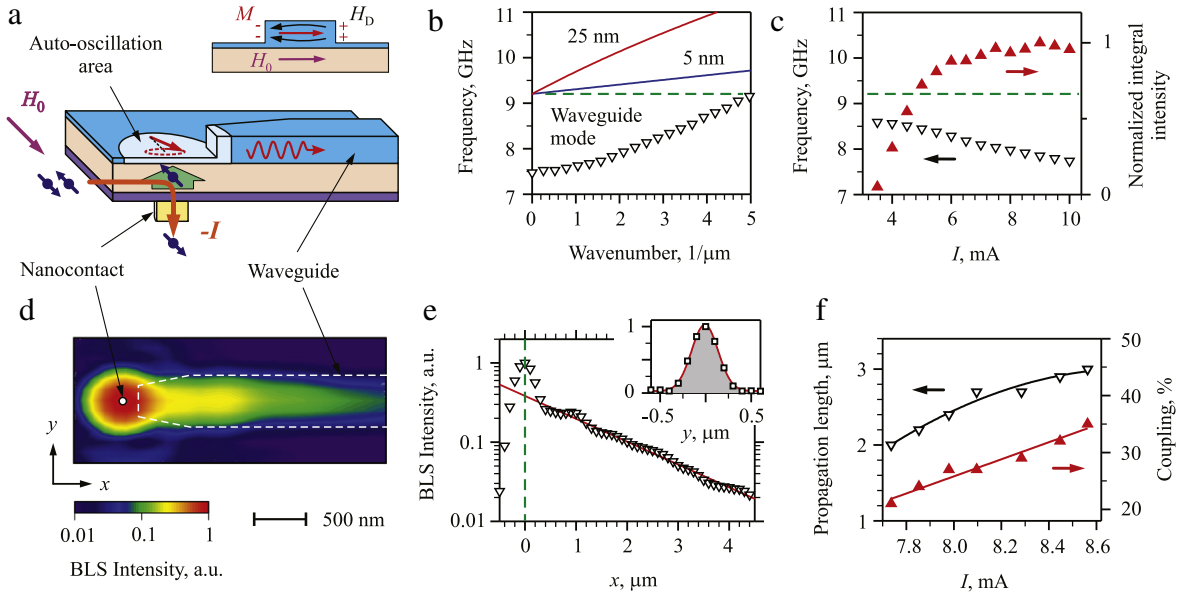 a
M
H_D
-
-
+
+
H_0
Auto-oscillation
area
H_0
-I
Nanocontact
Waveguide
b
Frequency, GHz
11
10
9
8
7
25 nm
5 nm
Waveguide
mode
0 1 2 3 4 5
Wavenumber, 1/μm
c
Frequency, GHz
11
10
9
8
7
1
0
Normalized integral
intensity
4 6 8 10
I, mA
d
y
x
0.01 0.1 1
BLS Intensity, a.u.
500 nm
e
BLS Intensity, a.u.
1
0.1
0.01
0 1 2 3 4
x, μm
1
0
-0.5 0.0 0.5
y, μm
f
Propagation length, μm
3
2
1
50
40
30
20
Coupling, %
7.8 8.0 8.2 8.4 8.6
I, mA